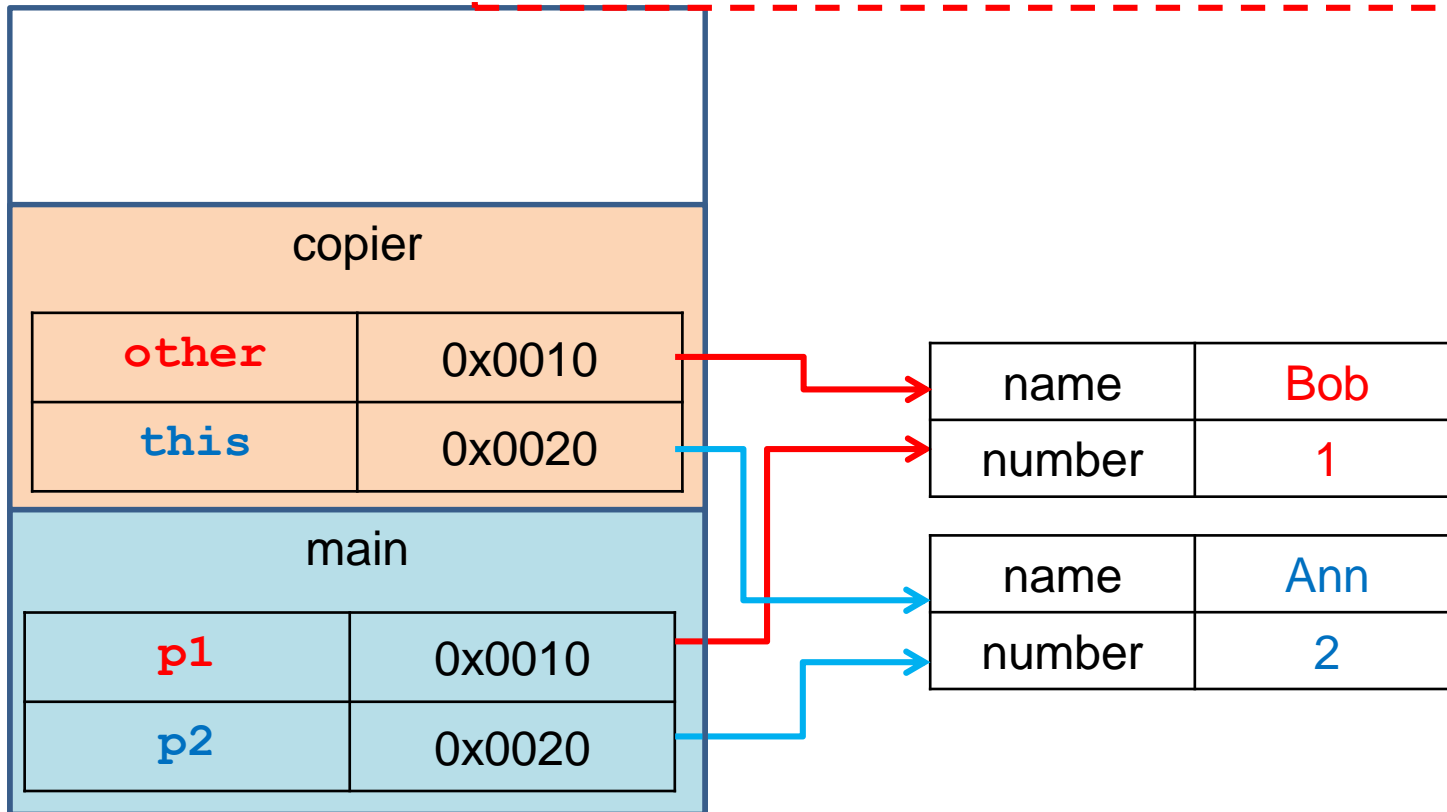 copier
other 0x0010
this 0x0020
main
p1 0x0010
p2 0x0020
name Bob
number 1
name Ann
number 2